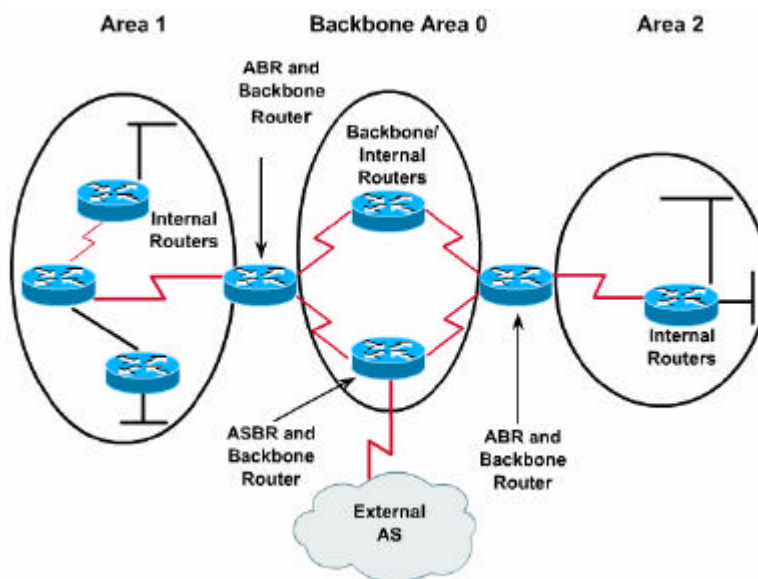 Area 1
Backbone Area 0
Area 2
ABR and
Backbone
Router
Backbone/
Internal
Routers
Internal
Routers
Internal
Routers
ASBR and
Backbone
Router
ABR and
Backbone
Router
External
AS